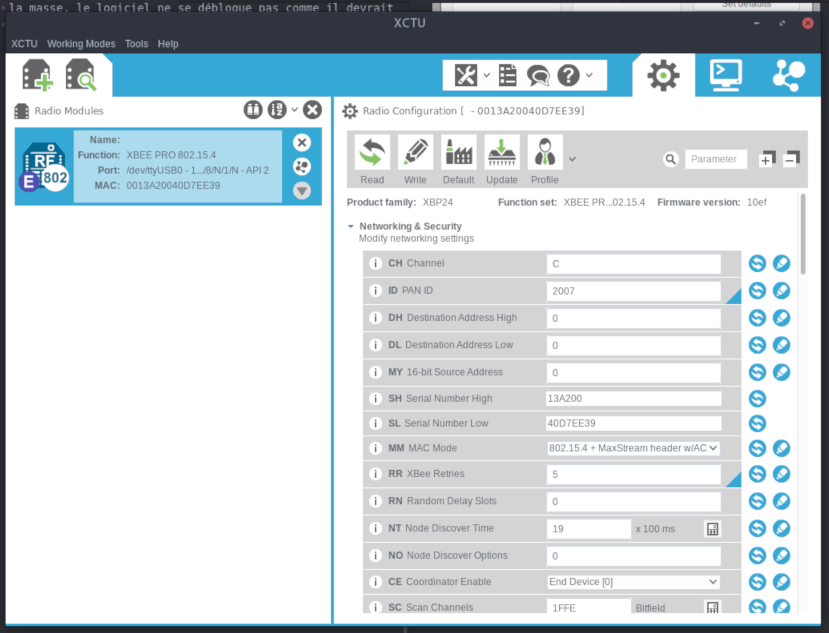 la masse, le logiciel ne se débloque pas comme il devrait
Set defaults
XCTU
XCTU Working Modes Tools Help
Radio Modules
Name:
Function: XBEE PRO 802.15.4
Port: /dev/ttyUSB0 - 1.../8/N/1/N - API 2
MAC: 0013A20040D7EE39
RF
E
802
Radio Configuration [ - 0013A20040D7EE39]
Read Write Default Update Profile
Parameter
Product family: XBP24 Function set: XBEE PR...02.15.4 Firmware version: 10ef
Networking & Security
Modify networking settings
i CH Channel C
i ID PAN ID 2007
i DH Destination Address High 0
i DL Destination Address Low 0
i MY 16-bit Source Address 0
i SH Serial Number High 13A200
i SL Serial Number Low 40D7EE39
i MM MAC Mode 802.15.4 + MaxStream header w/AC
i RR XBee Retries 5
i RN Random Delay Slots 0
i NT Node Discover Time 19 x 100 ms
i NO Node Discover Options 0
i CE Coordinator Enable End Device [0]
i SC Scan Channels 1FFE Bitfield